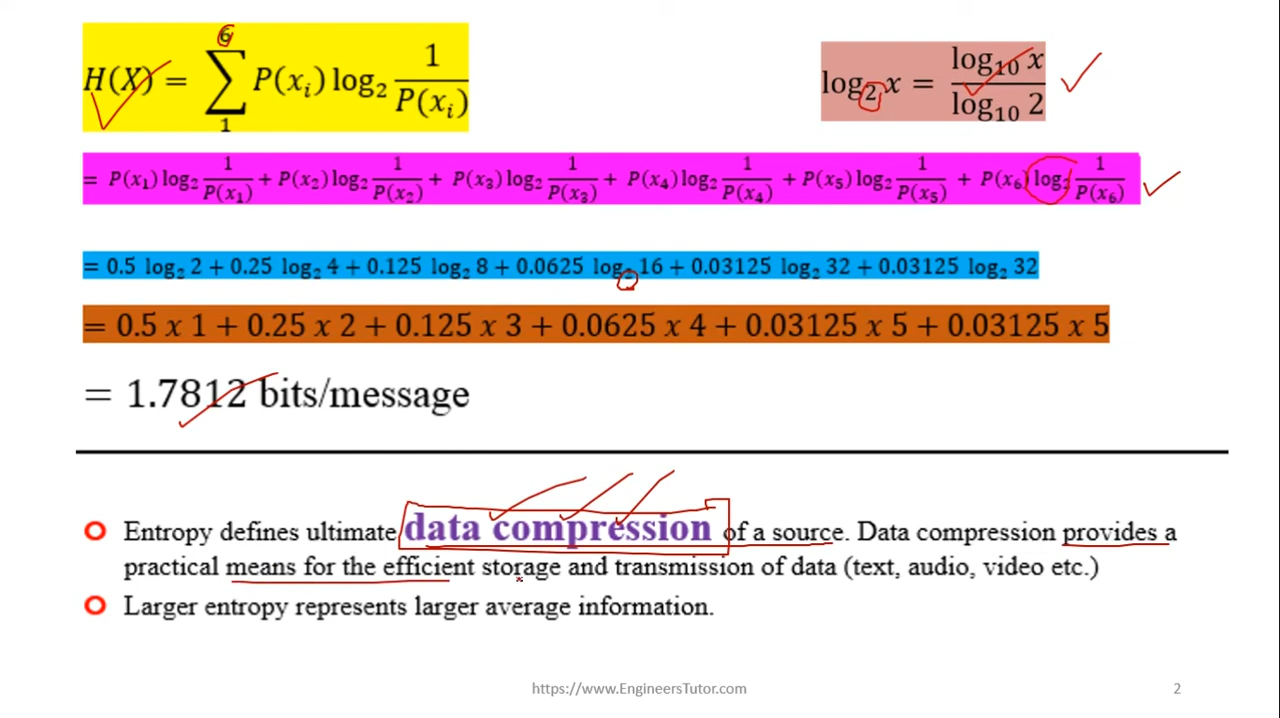 H(X) = ∑₁⁶ P(xᵢ) log₂ 1/P(xᵢ)
log₂ x = log₁₀ x / log₁₀ 2
= P(x₁) log₂ 1/P(x₁) + P(x₂) log₂ 1/P(x₂) + P(x₃) log₂ 1/P(x₃) + P(x₄) log₂ 1/P(x₄) + P(x₅) log₂ 1/P(x₅) + P(x₆) log₂ 1/P(x₆)
= 0.5 log₂ 2 + 0.25 log₂ 4 + 0.125 log₂ 8 + 0.0625 log₂ 16 + 0.03125 log₂ 32 + 0.03125 log₂ 32
= 0.5 x 1 + 0.25 x 2 + 0.125 x 3 + 0.0625 x 4 + 0.03125 x 5 + 0.03125 x 5
= 1.7812 bits/message
Entropy defines ultimate data compression of a source. Data compression provides a
practical means for the efficient storage and transmission of data (text, audio, video etc.)
Larger entropy represents larger average information.
https://www.EngineersTutor.com
2